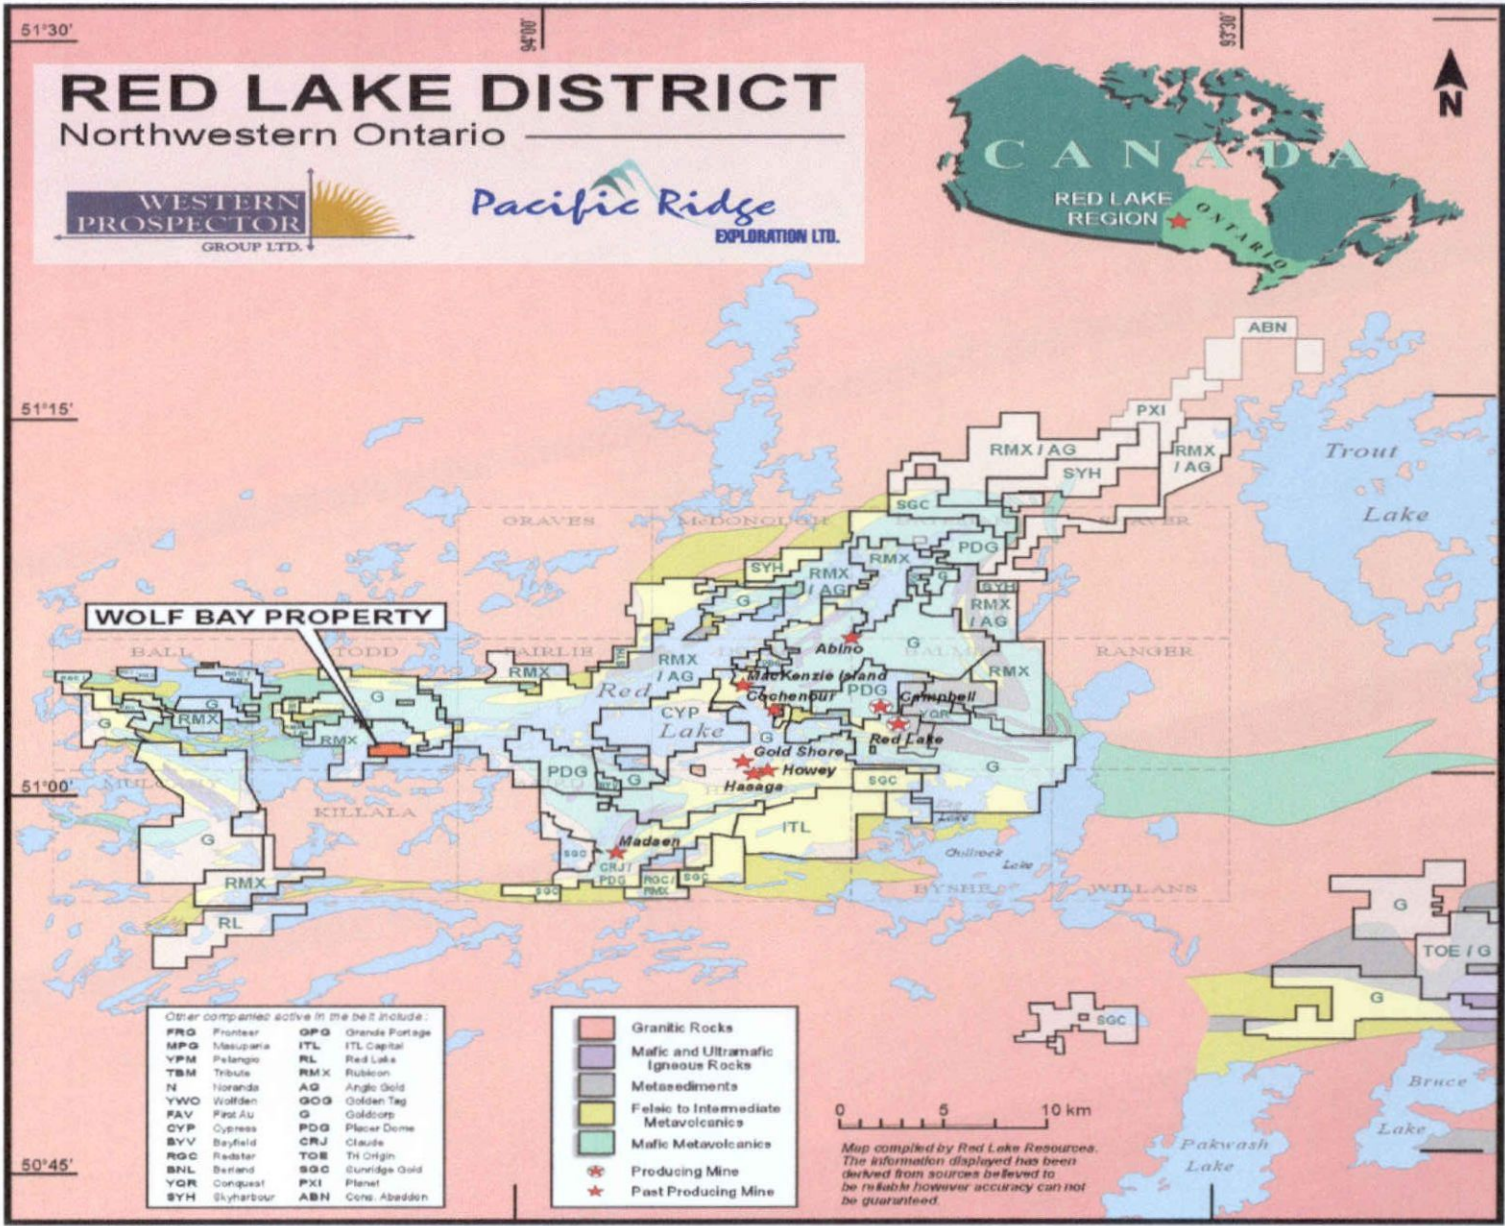 51°30'
94°00'
93°30'
RED LAKE DISTRICT
Northwestern Ontario
WESTERN
PROSPECTOR
GROUP LTD.
Pacific Ridge
EXPLORATION LTD.
N
CANADA
RED LAKE
REGION
ONTARIO
ABN
51°15'
PXI
RMX / AG
RMX
/ AG
SYH
Trout
Lake
SGC
GRAVES
McDONOUGH
PDG
RMX
SYH
RMX
/ AG
G
G
SYH
RMX
/ AG
WOLF BAY PROPERTY
BALL
TODD
FAIRLIE
RANGER
Abino
G
RMX
RMX
/ AG
RMX
Red
Lake
MacKenzie Island
Cochenour
PDG
Campbell
YQR
Red Lake
CYP
G
G
G
RMX
G
RMX
Gold Shore
Howey
Hasaga
SGC
G
PDG
G
51°00'
KILLALA
ITL
G
Madsen
SGC
CRJ /
PDG
RGC /
RMX
SGC
SGC
Gullrock
Lake
BYSHE
WILLANS
RMX
RL
G
TOE / G
G
SGC
Bruce
Lake
Pakwash
Lake
Other companies active in the belt include:
FRG Fronteer GPG Grande Portage
MPG Masuparia ITL ITL Capital
YPM Pelangio RL Red Lake
TBM Tribute RMX Rubicon
N Noranda AG Anglo Gold
YWO Wolfden GOG Golden Tag
FAV First Au G Goldcorp
CYP Cypress PDG Placer Dome
BYV Bayfield CRJ Claude
RGC Redstar TOE Tri Origin
BNL Berland SGC Sunridge Gold
YQR Conquest PXI Planet
SYH Skyharbour ABN Cons. Abaddon
Granitic Rocks
Mafic and Ultramafic
Igneous Rocks
Metasediments
Felsic to Intermediate
Metavolcanics
Mafic Metavolcanics
Producing Mine
Past Producing Mine
0 5 10 km
Map compiled by Red Lake Resources.
The information displayed has been
derived from sources believed to
be reliable however accuracy can not
be guaranteed.
50°45'